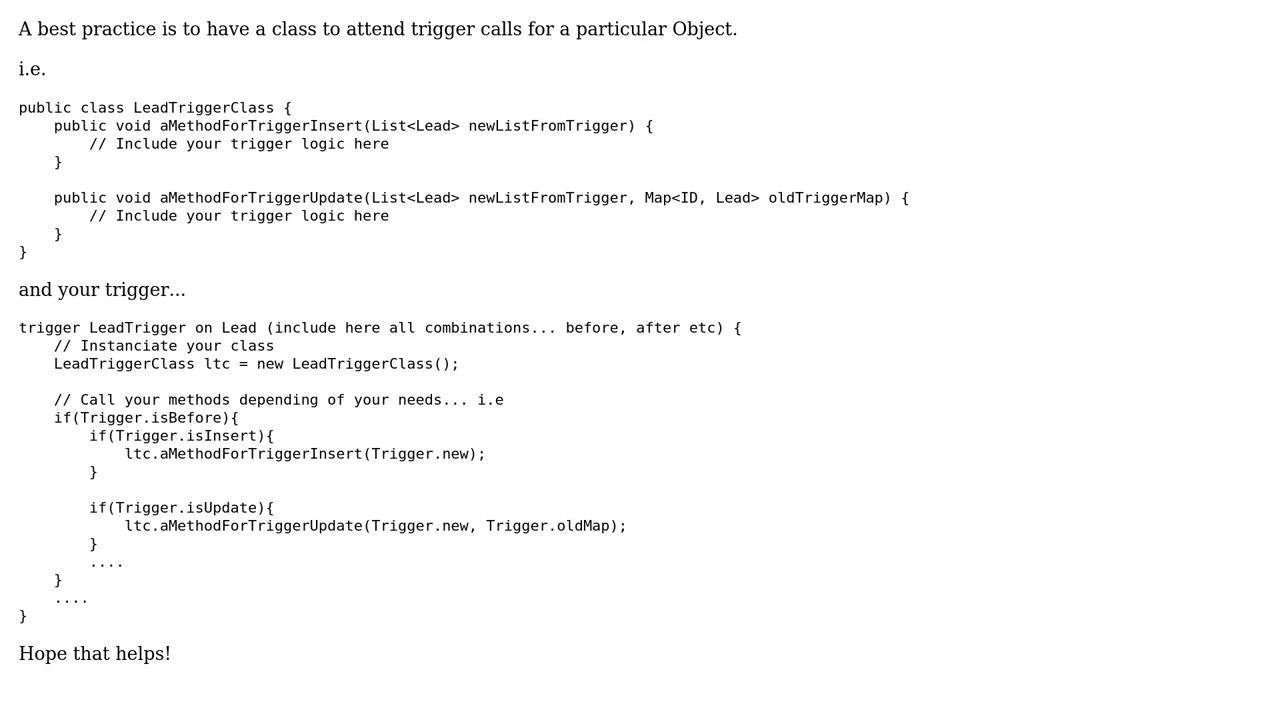 A best practice is to have a class to attend trigger calls for a particular Object.
i.e.
public class LeadTriggerClass {
    public void aMethodForTriggerInsert(List<Lead> newListFromTrigger) {
        // Include your trigger logic here
    }

    public void aMethodForTriggerUpdate(List<Lead> newListFromTrigger, Map<ID, Lead> oldTriggerMap) {
        // Include your trigger logic here
    }
}
and your trigger...
trigger LeadTrigger on Lead (include here all combinations... before, after etc) {
    // Instanciate your class
    LeadTriggerClass ltc = new LeadTriggerClass();

    // Call your methods depending of your needs... i.e
    if(Trigger.isBefore){
        if(Trigger.isInsert){
            ltc.aMethodForTriggerInsert(Trigger.new);
        }

        if(Trigger.isUpdate){
            ltc.aMethodForTriggerUpdate(Trigger.new, Trigger.oldMap);
        }
        ....
    }
    ....
}
Hope that helps!